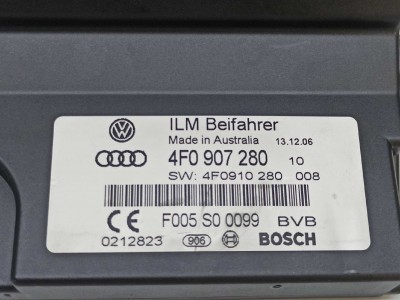 ILM Beifahrer
Made in Australia 13.12.06
4F0 907 280 10
SW: 4F0910 280 008
F005 S0 0099 BVB
0212823 906 BOSCH